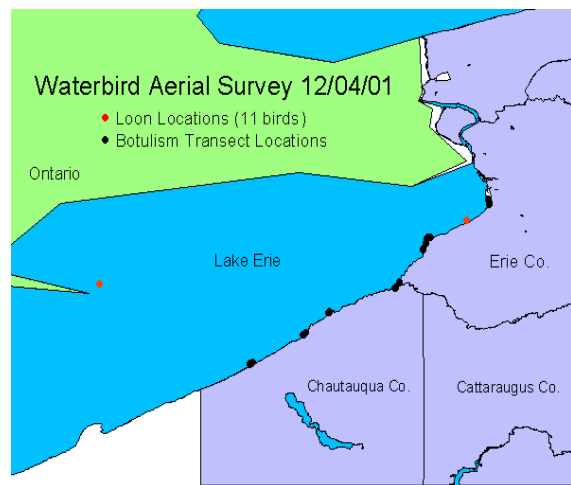 Waterbird Aerial Survey 12/04/01
Loon Locations (11 birds)
Botulism Transect Locations
Ontario
Lake Erie
Erie Co.
Chautauqua Co.
Cattaraugus Co.